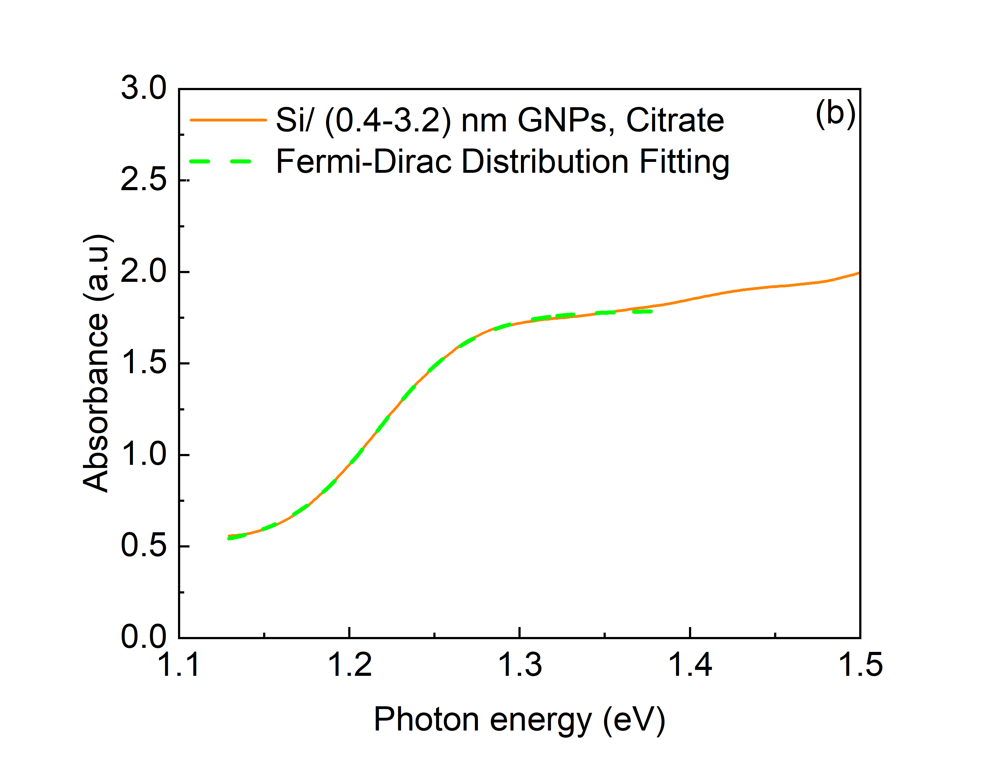 (b)
Si/ (0.4-3.2) nm GNPs, Citrate
Fermi-Dirac Distribution Fitting
Absorbance (a.u)
3.0
2.5
2.0
1.5
1.0
0.5
0.0
1.1 1.2 1.3 1.4 1.5
Photon energy (eV)